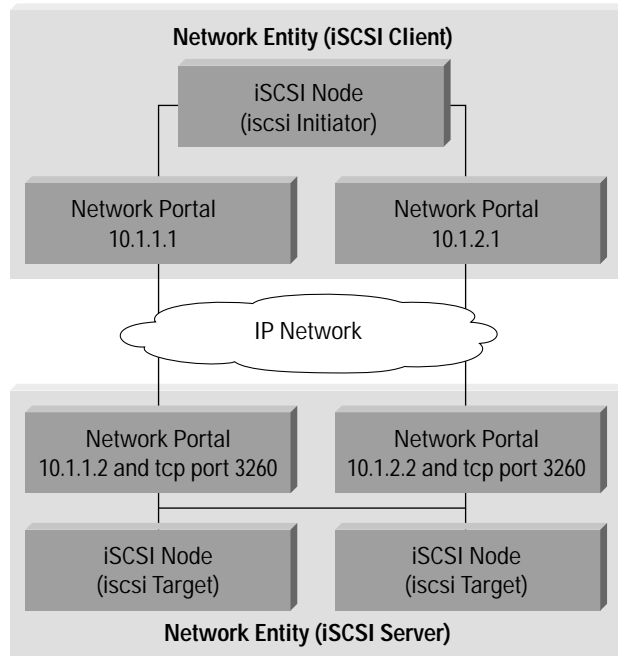 Network Entity (iSCSI Client)
iSCSI Node
(iscsi Initiator)
Network Portal
10.1.1.1
Network Portal
10.1.2.1
IP Network
Network Portal
10.1.1.2 and tcp port 3260
Network Portal
10.1.2.2 and tcp port 3260
iSCSI Node
(iscsi Target)
iSCSI Node
(iscsi Target)
Network Entity (iSCSI Server)